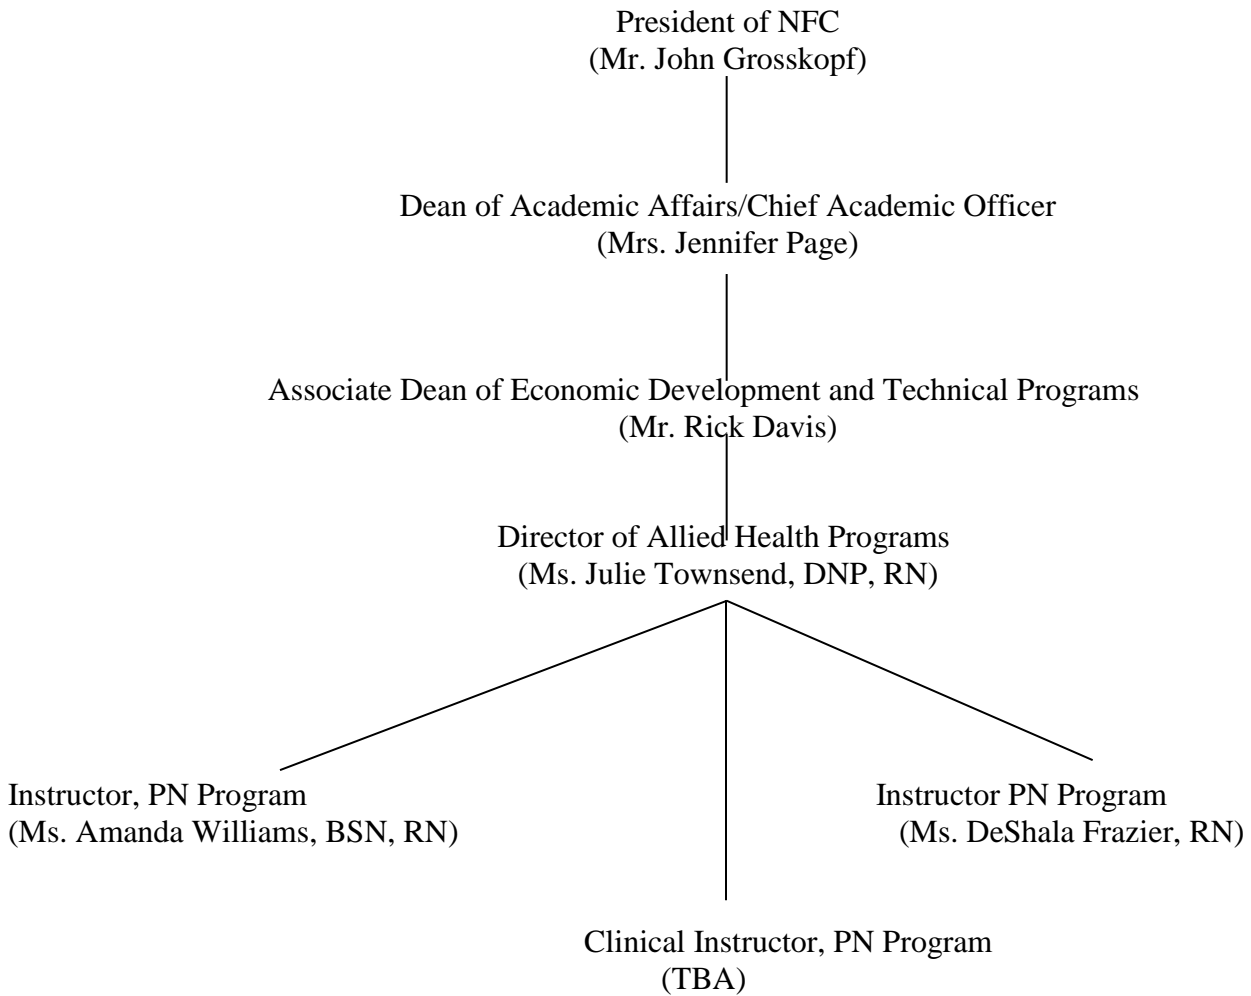 President of NFC
(Mr. John Grosskopf)
Dean of Academic Affairs/Chief Academic Officer
(Mrs. Jennifer Page)
Associate Dean of Economic Development and Technical Programs
(Mr. Rick Davis)
Director of Allied Health Programs
(Ms. Julie Townsend, DNP, RN)
Instructor, PN Program
(Ms. Amanda Williams, BSN, RN)
Instructor PN Program
(Ms. DeShala Frazier, RN)
Clinical Instructor, PN Program
(TBA)